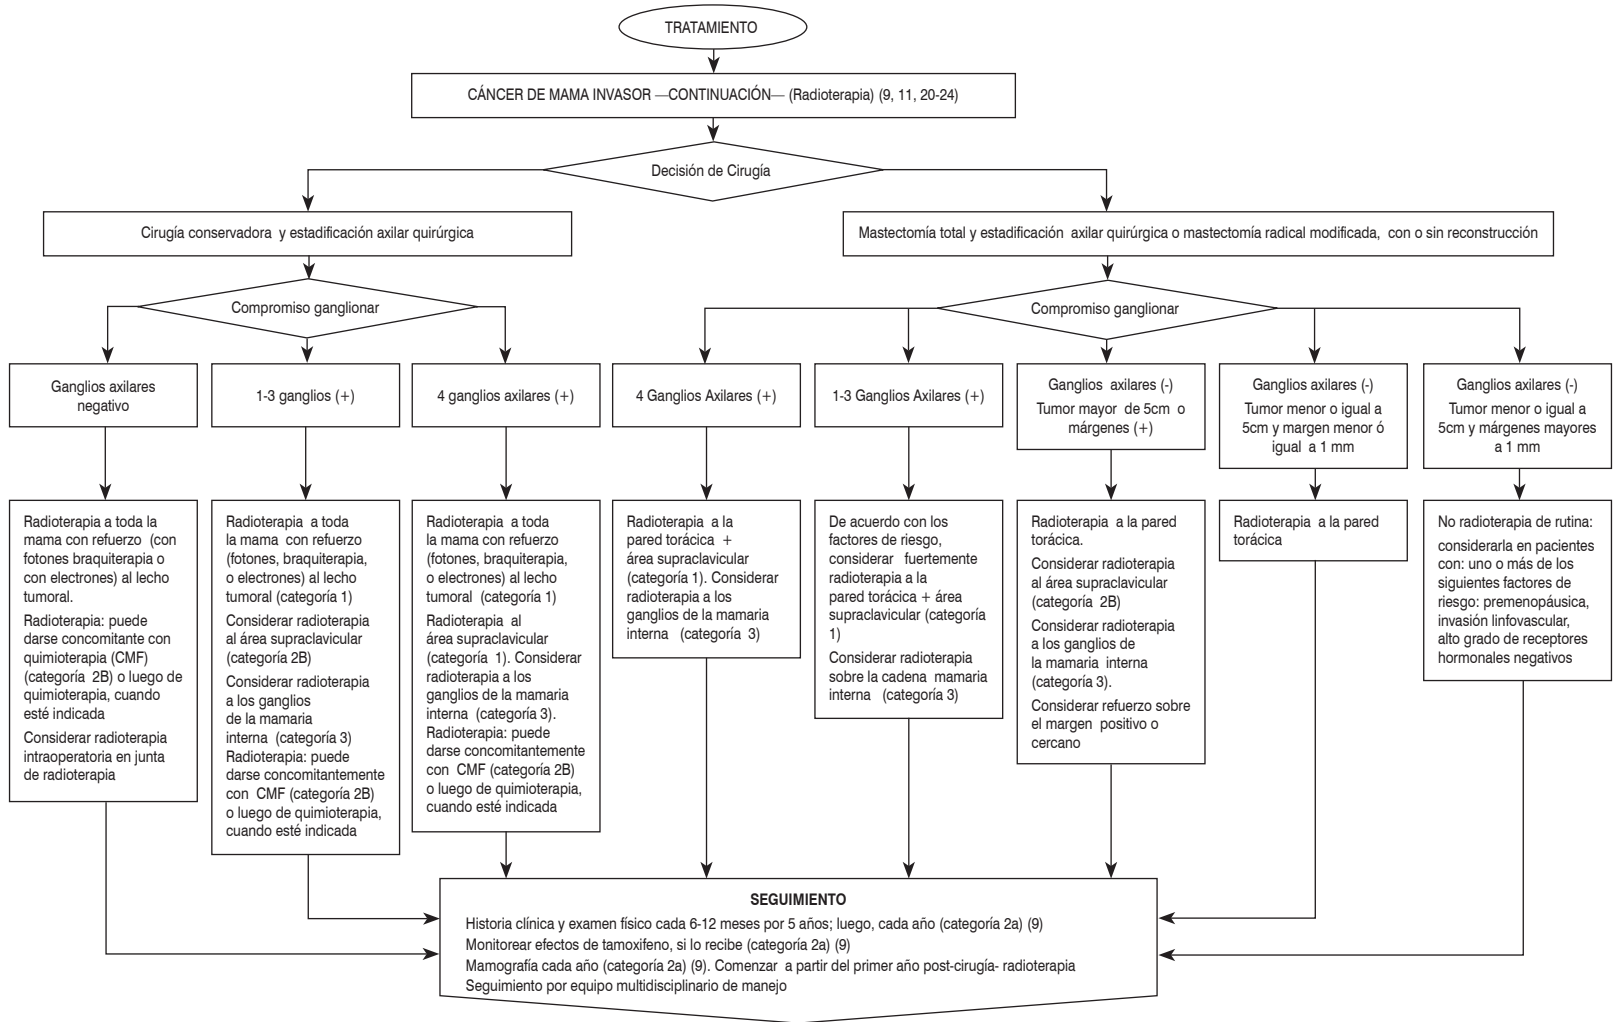 TRATAMIENTO
CÁNCER DE MAMA INVASOR —CONTINUACIÓN— (Radioterapia) (9, 11, 20-24)
Decisión de Cirugía
Cirugía conservadora y estadificación axilar quirúrgica
Mastectomía total y estadificación axilar quirúrgica o mastectomía radical modificada, con o sin reconstrucción
Compromiso ganglionar
Compromiso ganglionar
Ganglios axilares
negativo
1-3 ganglios (+)
4 ganglios axilares (+)
4 Ganglios Axilares (+)
1-3 Ganglios Axilares (+)
Ganglios axilares (-)
Tumor mayor de 5cm o
márgenes (+)
Ganglios axilares (-)
Tumor menor o igual a
5cm y margen menor ó
igual a 1 mm
Ganglios axilares (-)
Tumor menor o igual a
5cm y márgenes mayores
a 1 mm
Radioterapia a toda la
mama con refuerzo (con
fotones braquiterapia o
con electrones) al lecho
tumoral.
Radioterapia: puede
darse concomitante con
quimioterapia (CMF)
(categoría 2B) o luego de
quimioterapia, cuando
esté indicada
Considerar radioterapia
intraoperatoria en junta
de radioterapia
Radioterapia a toda
la mama con refuerzo
(fotones, braquiterapia,
o electrones) al lecho
tumoral (categoría 1)
Considerar radioterapia
al área supraclavicular
(categoría 2B)
Considerar radioterapia
a los ganglios
de la mamaria
interna (categoría 3)
Radioterapia: puede
darse concomitantemente
con CMF (categoría 2B)
o luego de quimioterapia,
cuando esté indicada
Radioterapia a toda
la mama con refuerzo
(fotones, braquiterapia,
o electrones) al lecho
tumoral (categoría 1)
Radioterapia al
área supraclavicular
(categoría 1). Considerar
radioterapia a los
ganglios de la mamaria
interna (categoría 3).
Radioterapia: puede
darse concomitantemente
con CMF (categoría 2B)
o luego de quimioterapia,
cuando esté indicada
Radioterapia a la
pared torácica +
área supraclavicular
(categoría 1). Considerar
radioterapia a los
ganglios de la mamaria
interna (categoría 3)
De acuerdo con los
factores de riesgo,
considerar fuertemente
radioterapia a la
pared torácica + área
supraclavicular (categoría
1)
Considerar radioterapia
sobre la cadena mamaria
interna (categoría 3)
Radioterapia a la pared
torácica.
Considerar radioterapia
al área supraclavicular
(categoría 2B)
Considerar radioterapia
a los ganglios de
la mamaria interna
(categoría 3).
Considerar refuerzo sobre
el margen positivo o
cercano
Radioterapia a la pared
torácica
No radioterapia de rutina:
considerarla en pacientes
con: uno o más de los
siguientes factores de
riesgo: premenopáusica,
invasión linfovascular,
alto grado de receptores
hormonales negativos
SEGUIMIENTO
Historia clínica y examen físico cada 6-12 meses por 5 años; luego, cada año (categoría 2a) (9)
Monitorear efectos de tamoxifeno, si lo recibe (categoría 2a) (9)
Mamografía cada año (categoría 2a) (9). Comenzar a partir del primer año post-cirugía- radioterapia
Seguimiento por equipo multidisciplinario de manejo